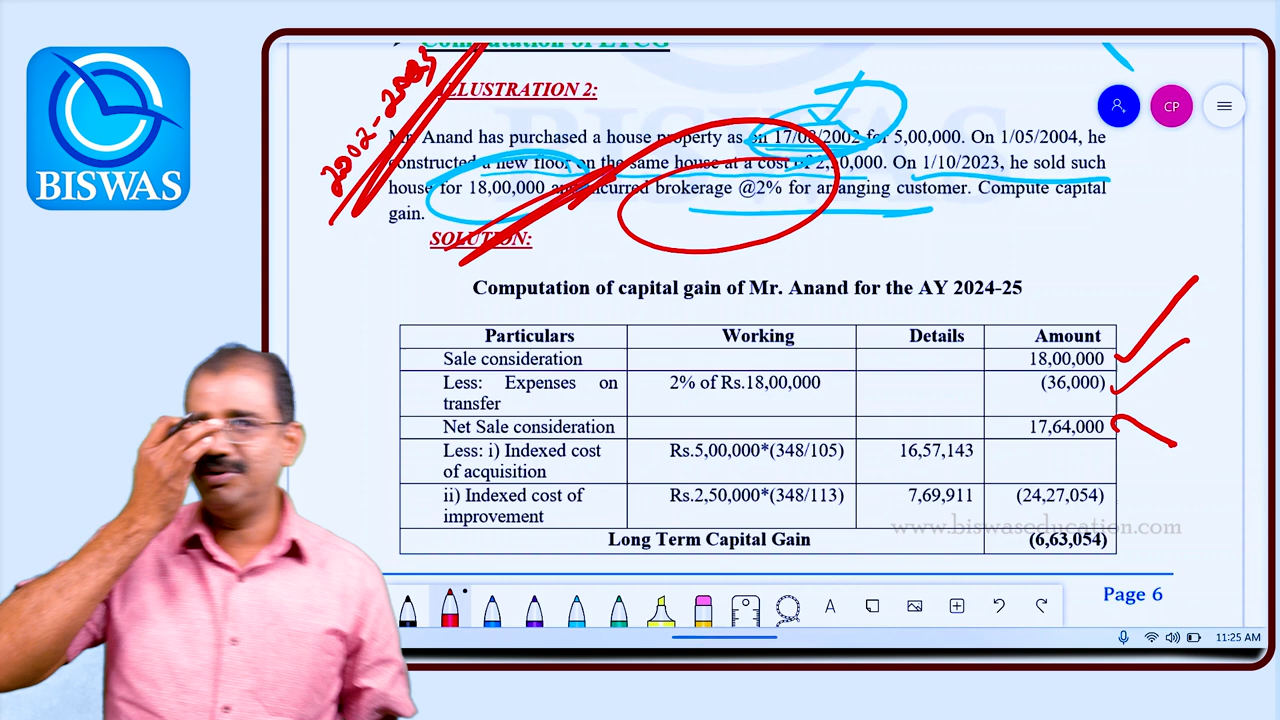 BISWAS
Computation of LTCG
2002-2003
ILLUSTRATION 2:
Mr. Anand has purchased a house property as on 17/08/2002 for 5,00,000. On 1/05/2004, he
constructed a new floor on the same house at a cost of 2,50,000. On 1/10/2023, he sold such
house for 18,00,000 and incurred brokerage @2% for arranging customer. Compute capital
gain.
SOLUTION:
CP
Computation of capital gain of Mr. Anand for the AY 2024-25
Particulars Working Details Amount
Sale consideration 18,00,000
Less: Expenses on transfer 2% of Rs.18,00,000 (36,000)
Net Sale consideration 17,64,000
Less: i) Indexed cost of acquisition Rs.5,00,000*(348/105) 16,57,143
ii) Indexed cost of improvement Rs.2,50,000*(348/113) 7,69,911 (24,27,054)
www.biswaseducation.com
Long Term Capital Gain (6,63,054)
Page 6
A
11:25 AM